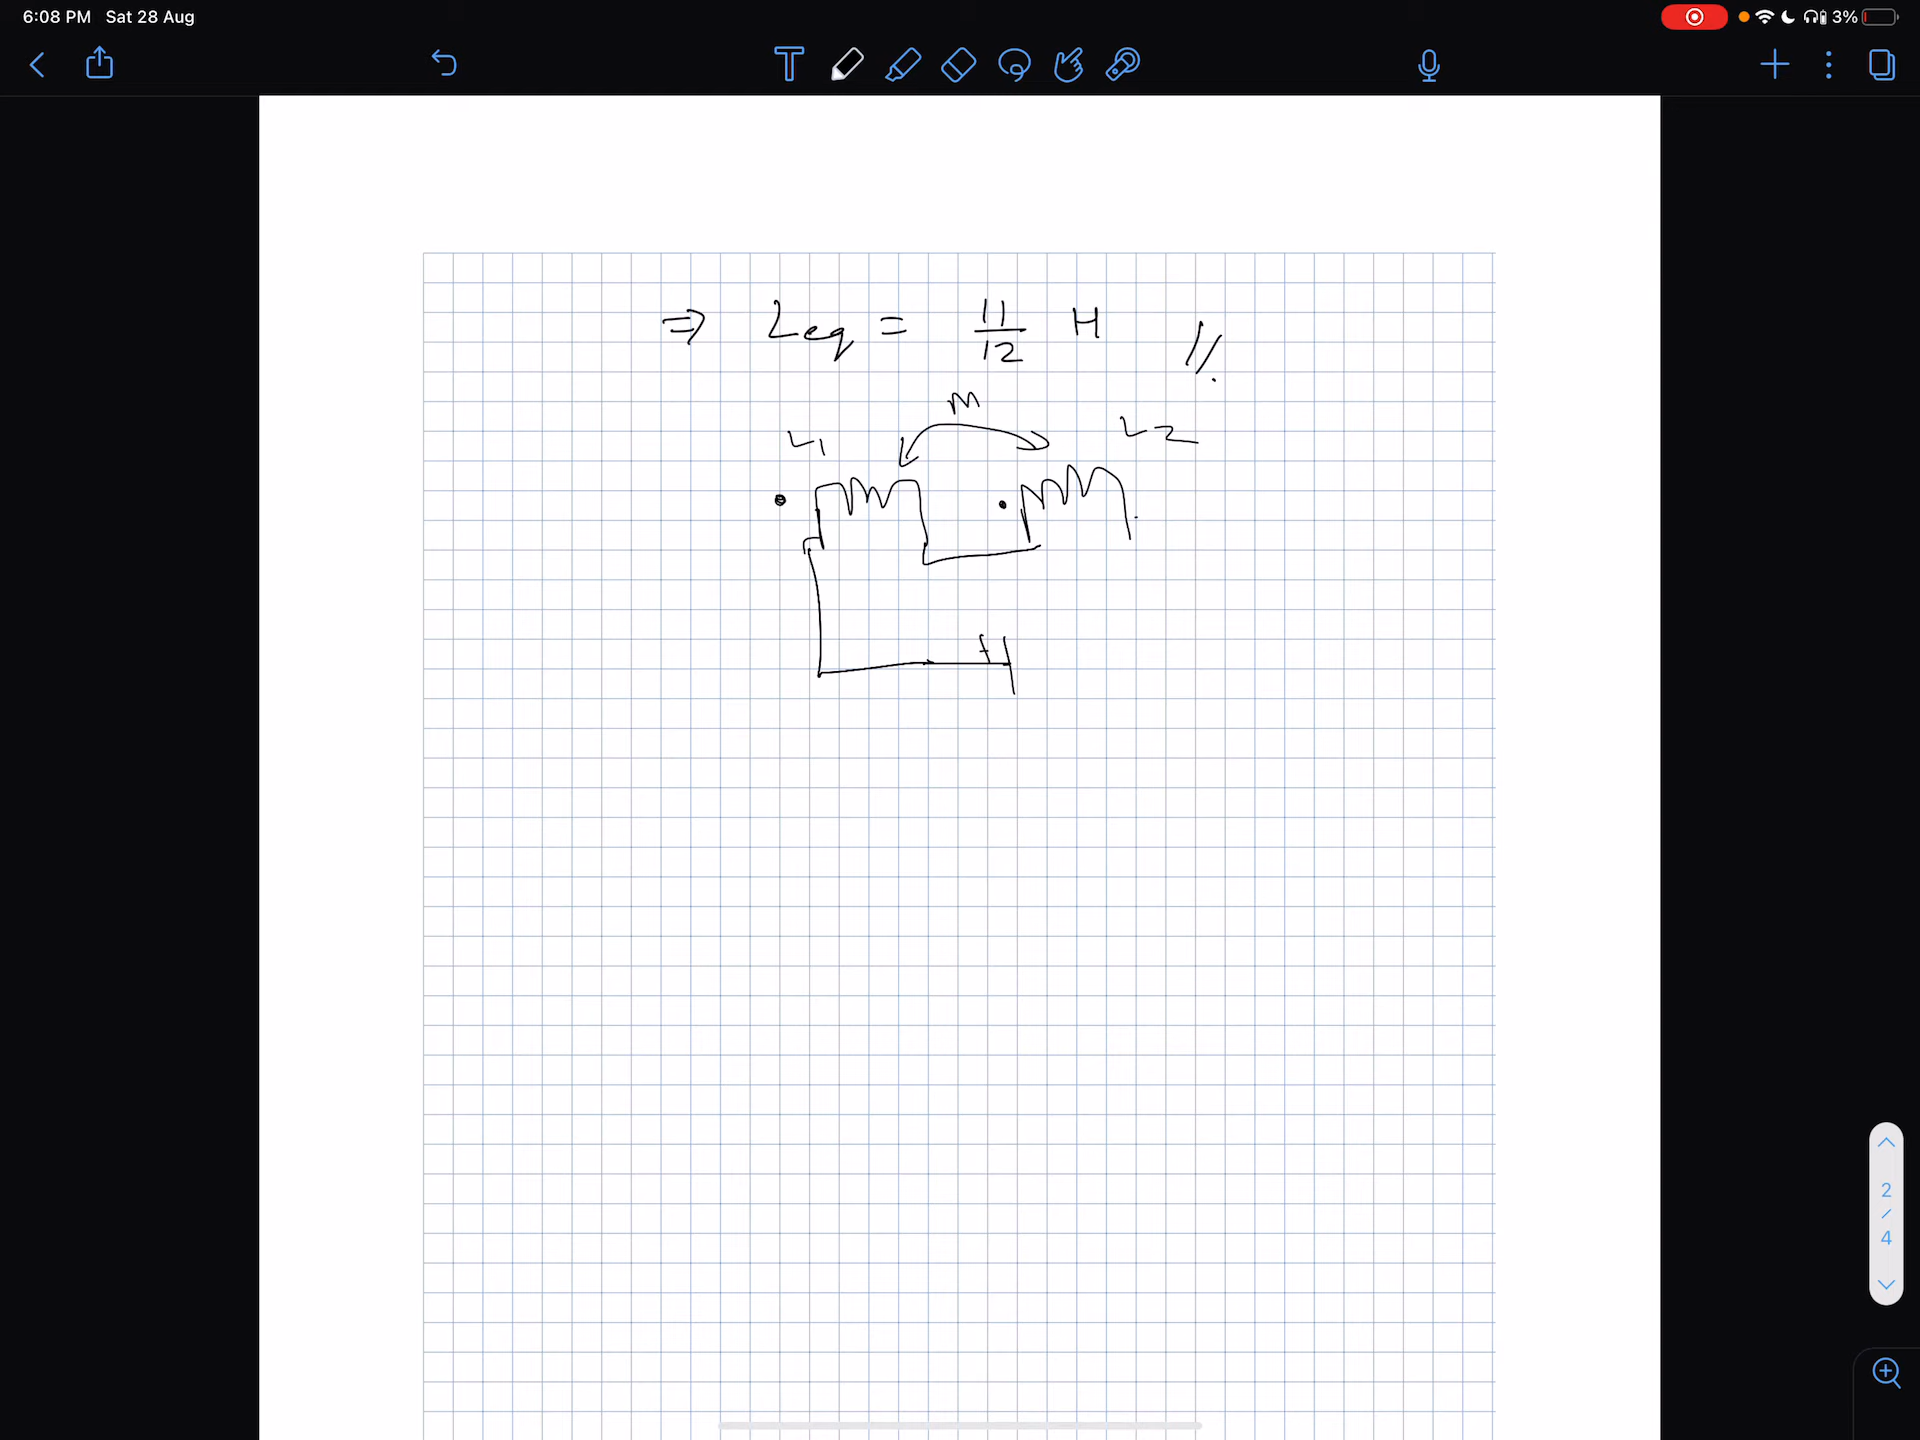 6:08 PM Sat 28 Aug
3%
T
⇒ Leq = 11/12 H //.
M
L1
L2
+
2
/
4